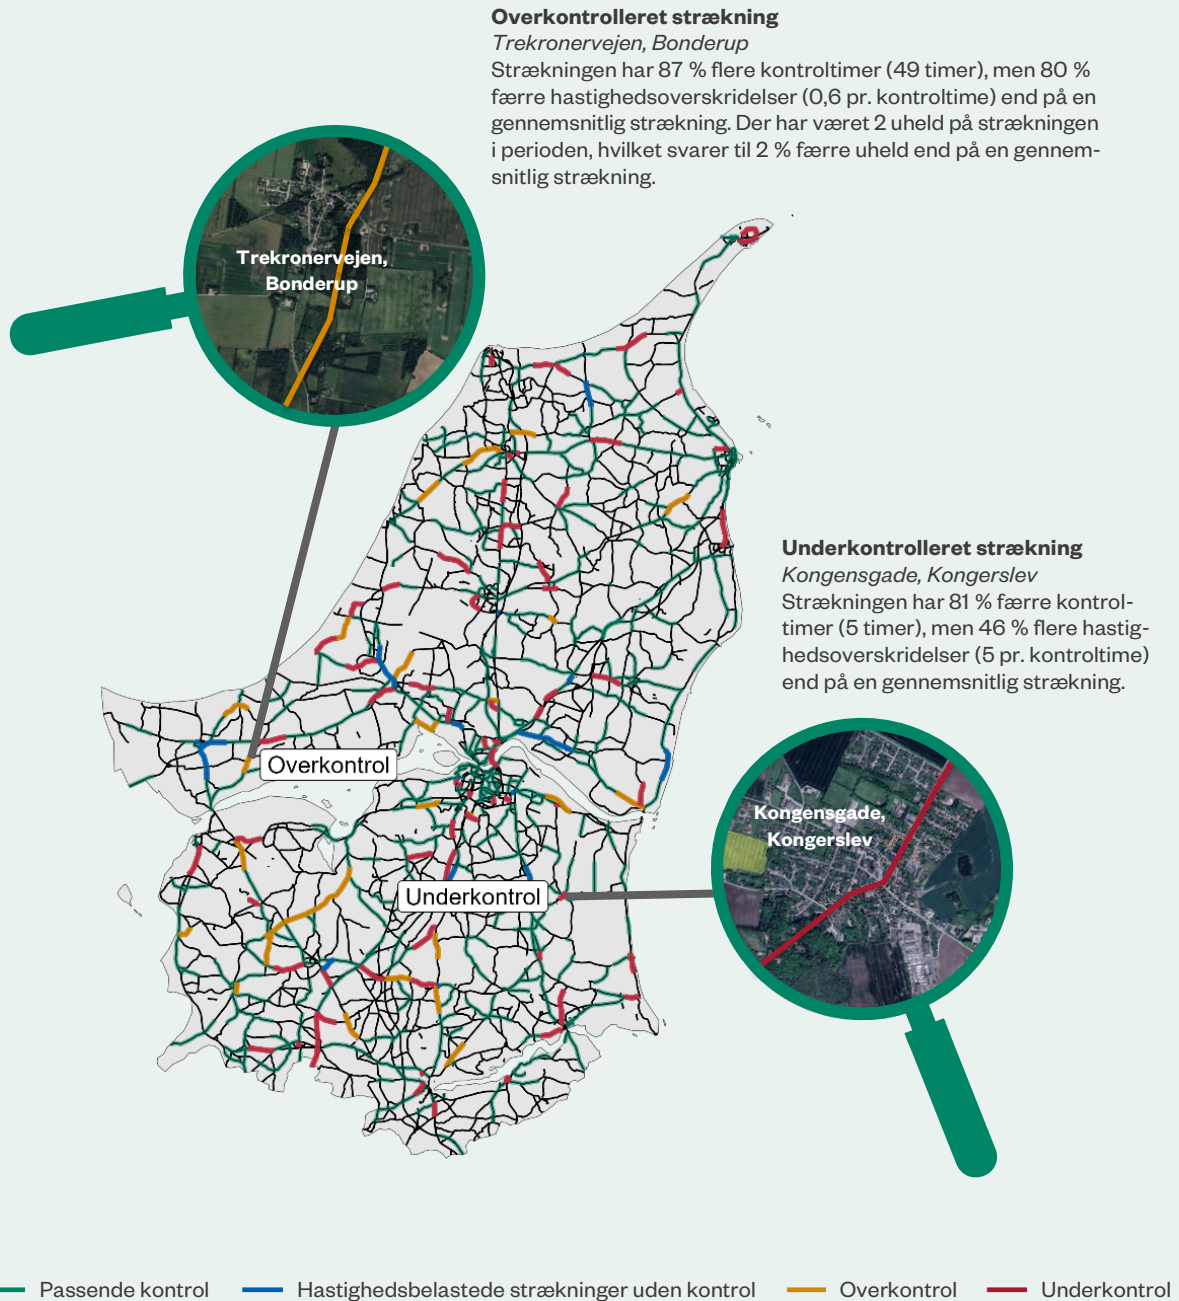 Overkontrolleret strækning
Trekronervejen, Bonderup
Strækningen har 87 % flere kontroltimer (49 timer), men 80 %
færre hastighedsoverskridelser (0,6 pr. kontroltime) end på en
gennemsnitlig strækning. Der har været 2 uheld på strækningen
i perioden, hvilket svarer til 2 % færre uheld end på en gennem-
snitlig strækning.
Trekronervejen,
Bonderup
Underkontrolleret strækning
Kongensgade, Kongerslev
Strækningen har 81 % færre kontrol-
timer (5 timer), men 46 % flere hastig-
hedsoverskridelser (5 pr. kontroltime)
end på en gennemsnitlig strækning.
Overkontrol
Kongensgade,
Kongerslev
Underkontrol
Passende kontrol
Hastighedsbelastede strækninger uden kontrol
Overkontrol
Underkontrol